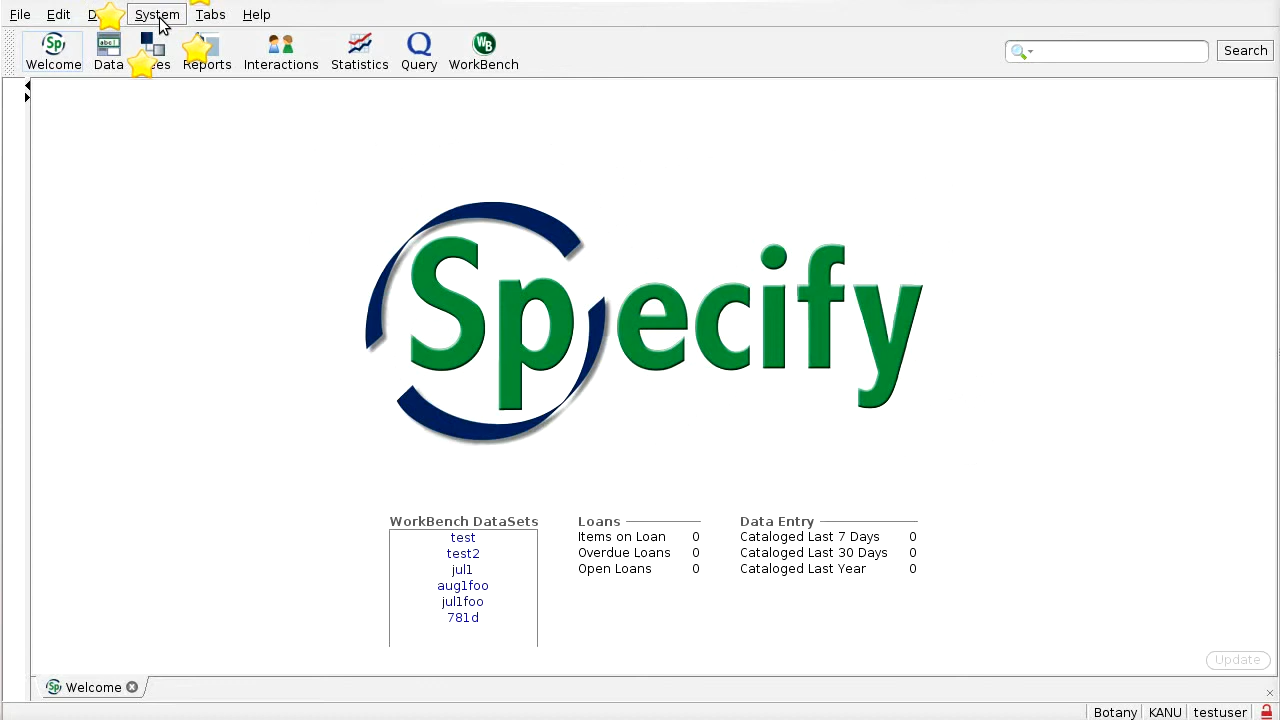 File Edit System Tabs Help
Welcome Data Reports Interactions Statistics Query WorkBench Search
Specify
WorkBench DataSets
test
test2
jul1
aug1foo
jul1foo
781d
Loans
Items on Loan 0
Overdue Loans 0
Open Loans 0
Data Entry
Cataloged Last 7 Days 0
Cataloged Last 30 Days 0
Cataloged Last Year 0
Update
Sp Welcome
Botany KANU testuser